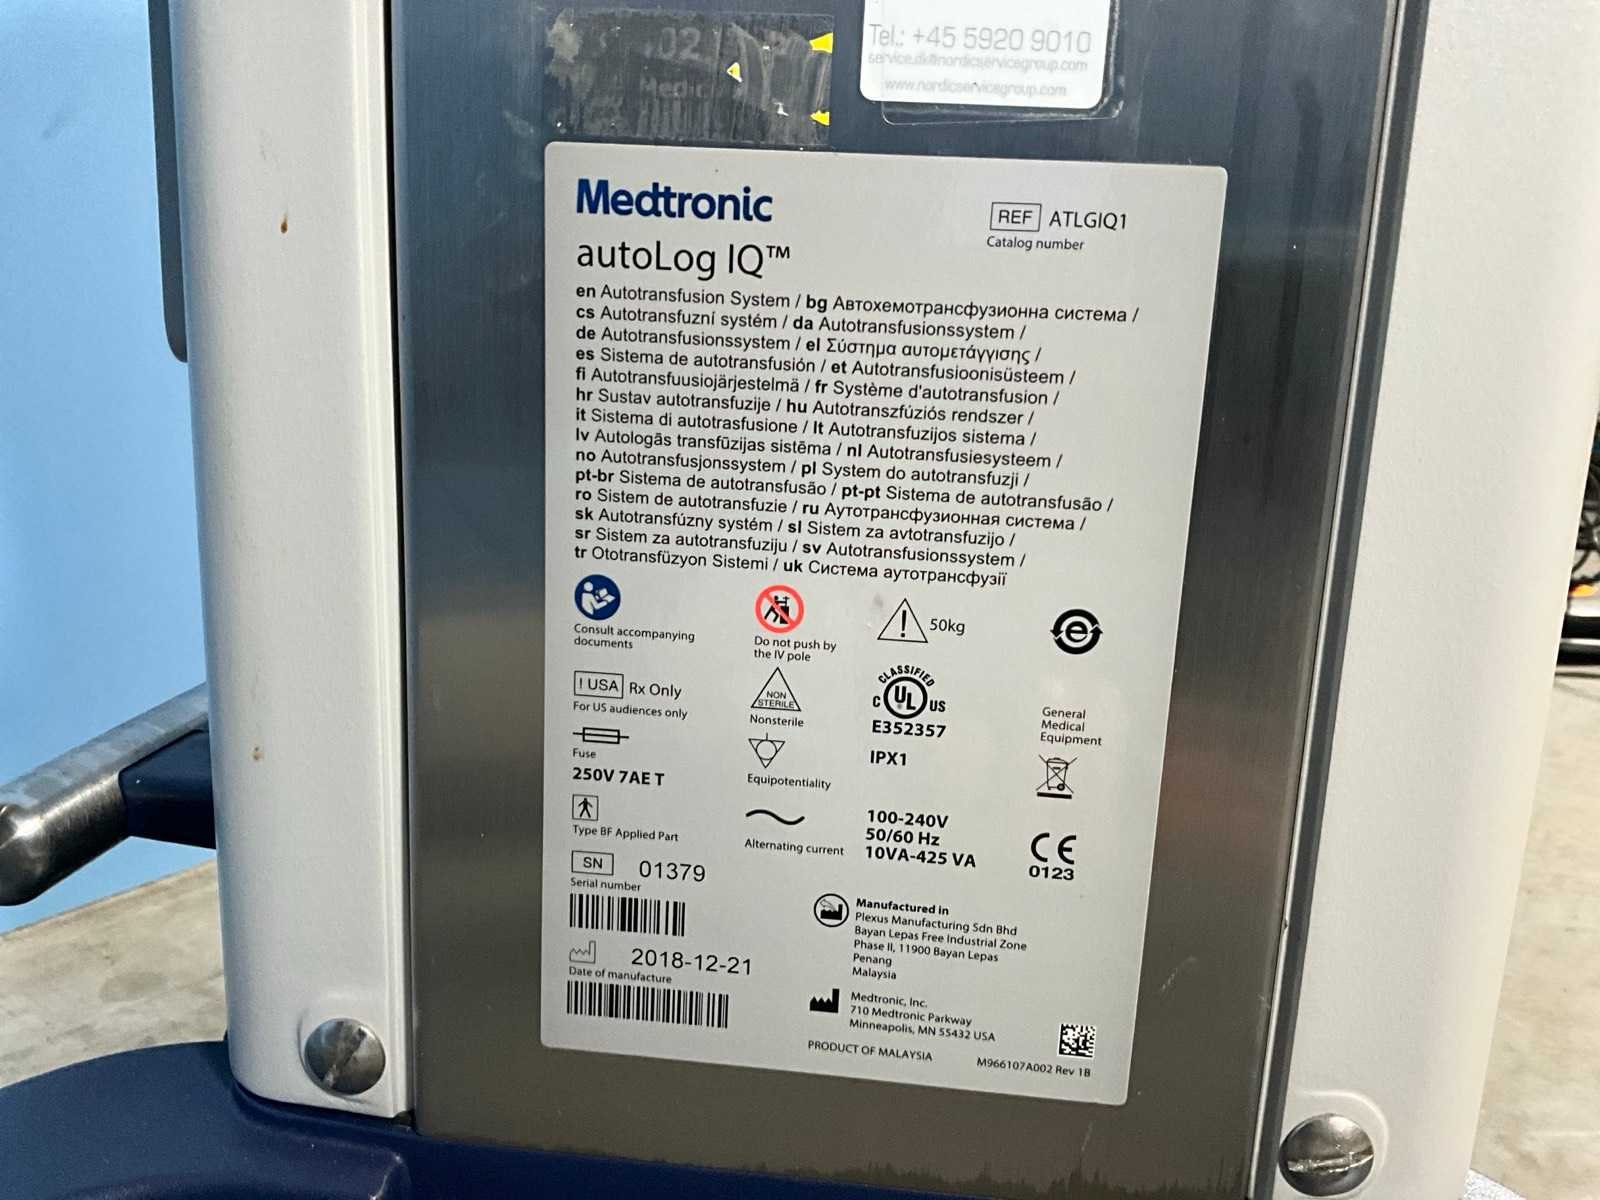 Tel.: +45 5920 9010
service.dk@nordicservicegroup.com
www.nordicservicegroup.com
Medtronic
autoLog IQ™
REF ATLGIQ1
Catalog number
en Autotransfusion System / bg Автохемотрансфузионна система /
cs Autotransfuzní systém / da Autotransfusionssystem /
de Autotransfusionssystem / el Σύστημα αυτομετάγγισης /
es Sistema de autotransfusión / et Autotransfusioonisüsteem /
fi Autotransfuusiojärjestelmä / fr Système d'autotransfusion /
hr Sustav autotransfuzije / hu Autotranszfúziós rendszer /
it Sistema di autotrasfusione / lt Autotransfuzijos sistema /
lv Autologās transfūzijas sistēma / nl Autotransfusiesysteem /
no Autotransfusjonssystem / pl System do autotransfuzji /
pt-br Sistema de autotransfusão / pt-pt Sistema de autotransfusão /
ro Sistem de autotransfuzie / ru Аутотрансфузионная система /
sk Autotransfúzny systém / sl Sistem za avtotransfuzijo /
sr Sistem za autotransfuziju / sv Autotransfusionssystem /
tr Ototransfüzyon Sistemi / uk Система аутотрансфузії
Consult accompanying
documents
Do not push by
the IV pole
! 50kg
e
! USA Rx Only
For US audiences only
NON
STERILE
Nonsterile
CLASSIFIED
C UL US
E352357
General
Medical
Equipment
Fuse
250V 7AE T
Equipotentiality
IPX1
Type BF Applied Part
Alternating current
100-240V
50/60 Hz
10VA-425 VA
CE
0123
SN 01379
Serial number
2018-12-21
Date of manufacture
Manufactured in
Plexus Manufacturing Sdn Bhd
Bayan Lepas Free Industrial Zone
Phase II, 11900 Bayan Lepas
Penang
Malaysia
Medtronic, Inc.
710 Medtronic Parkway
Minneapolis, MN 55432 USA
PRODUCT OF MALAYSIA
M966107A002 Rev 1B